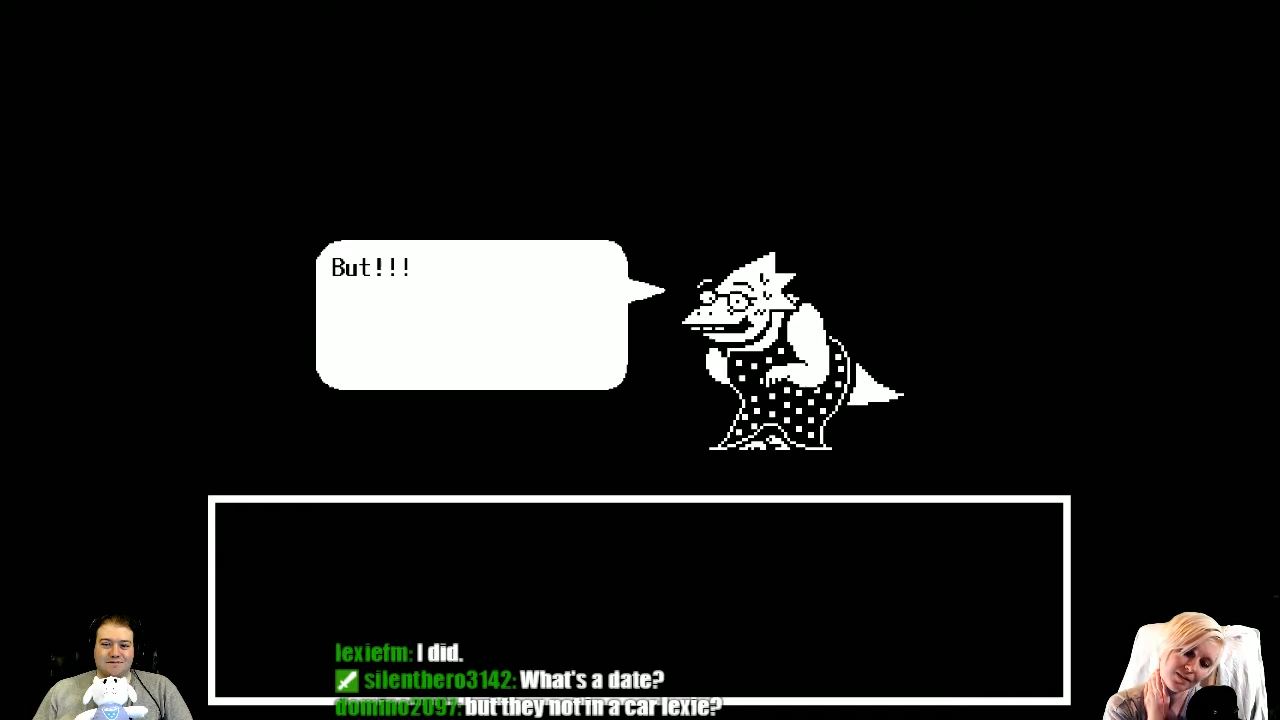 But!!!
lexiefm: I did.
silenthero3142: What's a date?
domino2097: but they not in a car lexie?